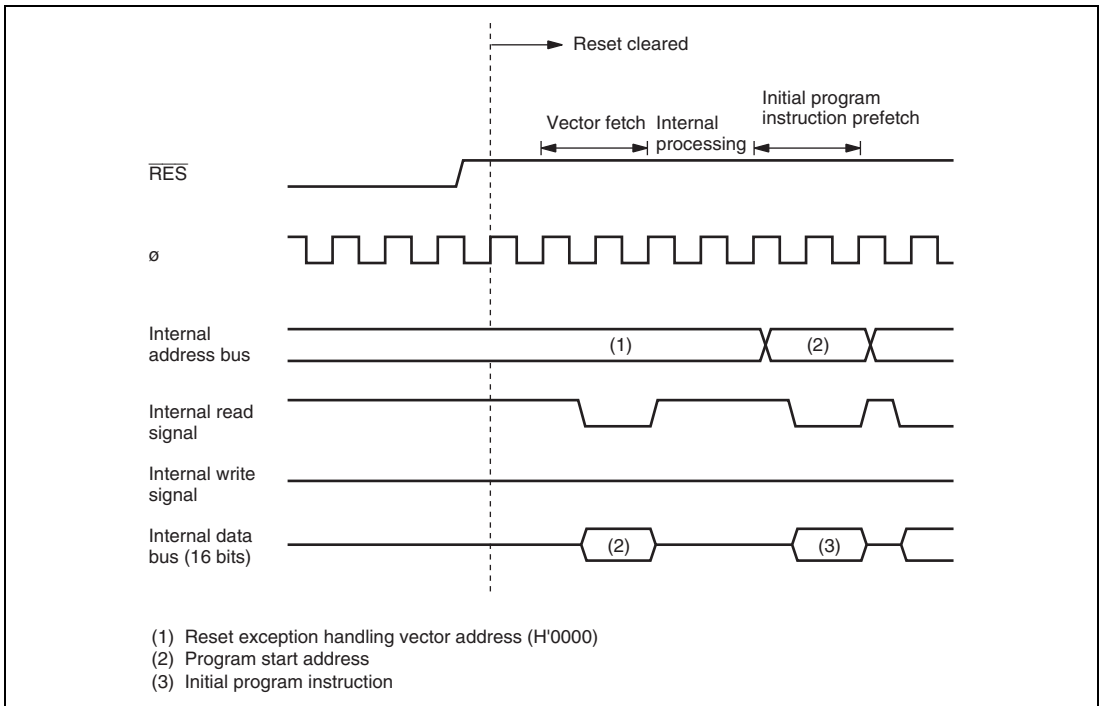 Reset cleared
Initial program
instruction prefetch
Vector fetch
Internal
processing
RES
ø
Internal
address bus
(1)
(2)
Internal read
signal
Internal write
signal
Internal data
bus (16 bits)
(2)
(3)
(1) Reset exception handling vector address (H'0000)
(2) Program start address
(3) Initial program instruction